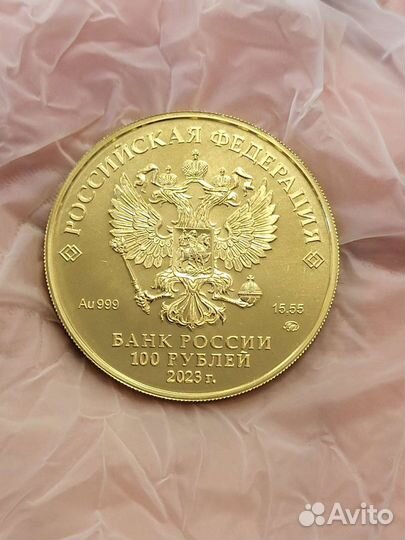 РОССИЙСКАЯ ФЕДЕРАЦИЯ
Au 999
15,55
БАНК РОССИИ
100 РУБЛЕЙ
2023 г.
Avito